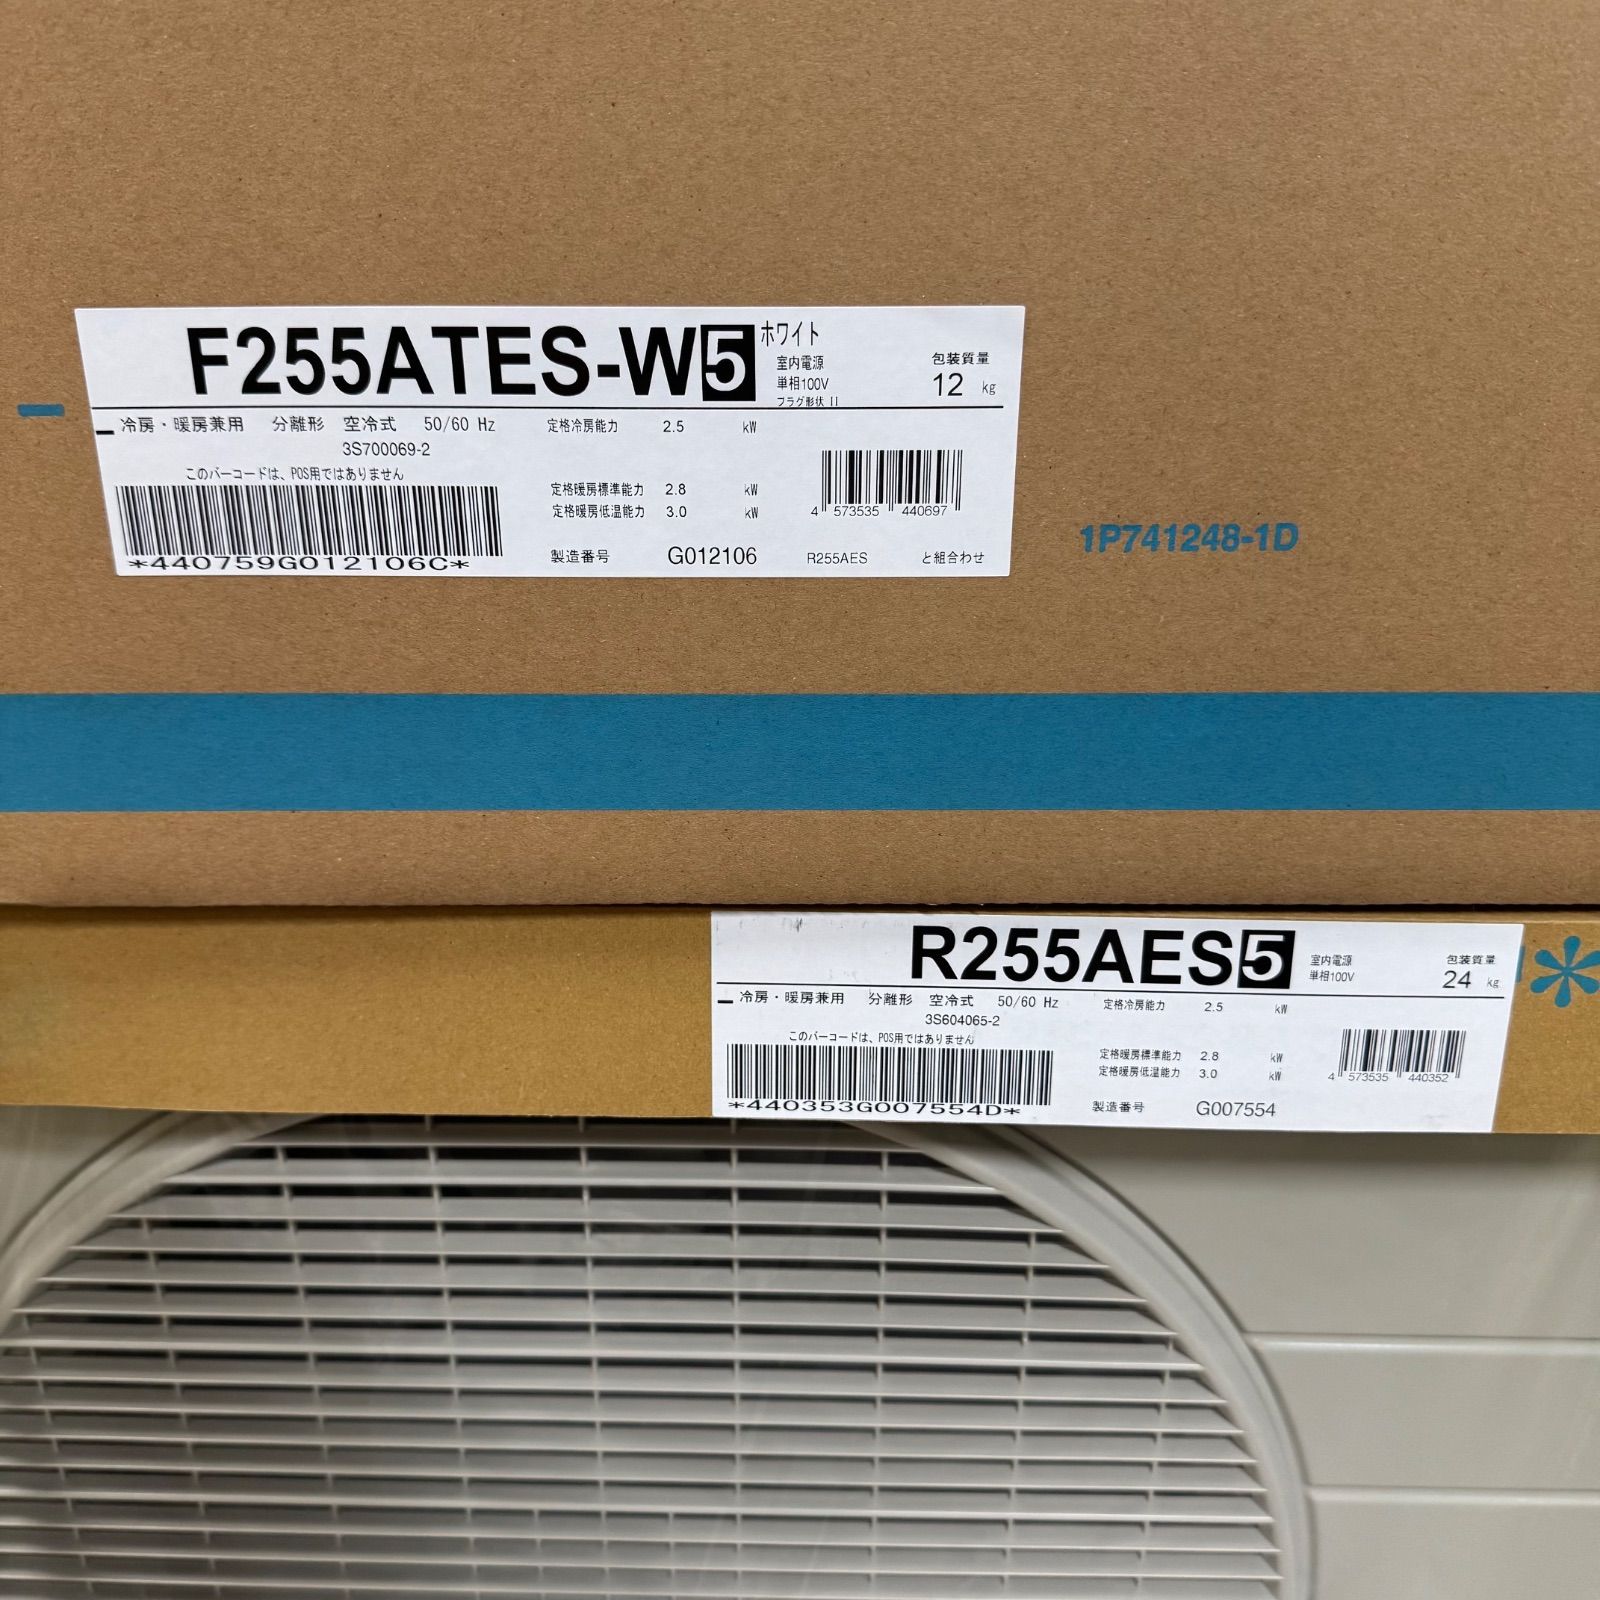 F255ATES-W5 ホワイト
室内電源
単相100V
プラグ形状 II
包装質量
12 kg
冷房・暖房兼用 分離形 空冷式 50/60 Hz
3S700069-2
このバーコードは、POS用ではありません
*440759G012106C*
定格冷房能力 2.5 kW
定格暖房標準能力 2.8 kW
定格暖房低温能力 3.0 kW
製造番号 G012106
4 573535 440697
R255AES と組合わせ
1P741248-1D
R255AES5
室内電源
単相100V
包装質量
24 kg
冷房・暖房兼用 分離形 空冷式 50/60 Hz
3S604065-2
このバーコードは、POS用ではありません
*440353G007554D*
定格冷房能力 2.5 kW
定格暖房標準能力 2.8 kW
定格暖房低温能力 3.0 kW
製造番号 G007554
4 573535 440352